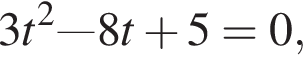 3t²—8t + 5 = 0,